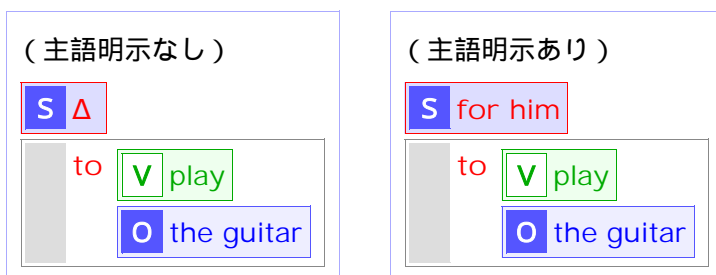 (主語明示なし)
S Δ
to V play
O the guitar
(主語明示あり)
S for him
to V play
O the guitar